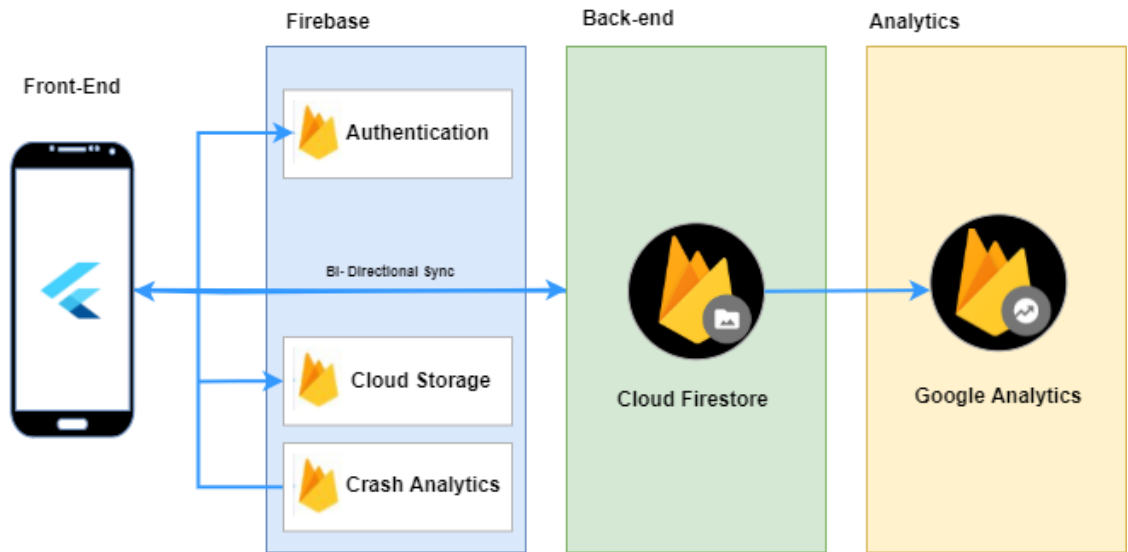 Firebase
Back-end
Analytics
Front-End
Authentication
BI- Directional Sync
Cloud Storage
Cloud Firestore
Google Analytics
Crash Analytics